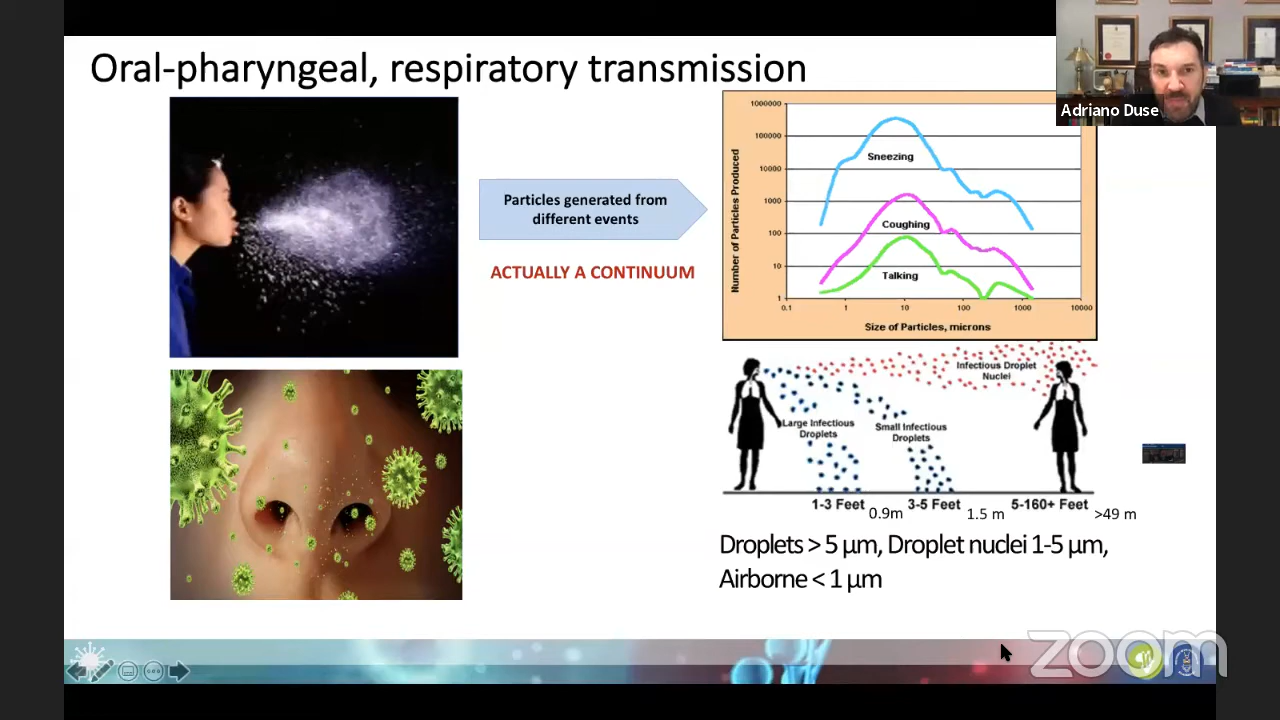 Oral-pharyngeal, respiratory transmission
Adriano Duse
Particles generated from
different events
ACTUALLY A CONTINUUM
Number of Particles Produced
1000000
100000
10000
1000
100
10
1
Sneezing
Coughing
Talking
0.1
1
10
100
1000
10000
Size of Particles, microns
Infectious Droplet
Nuclei
Large Infectious
Droplets
Small Infectious
Droplets
1-3 Feet 0.9m 3-5 Feet 1.5 m 5-160+ Feet >49 m
Droplets > 5 µm, Droplet nuclei 1-5 µm,
Airborne < 1 µm
zoom